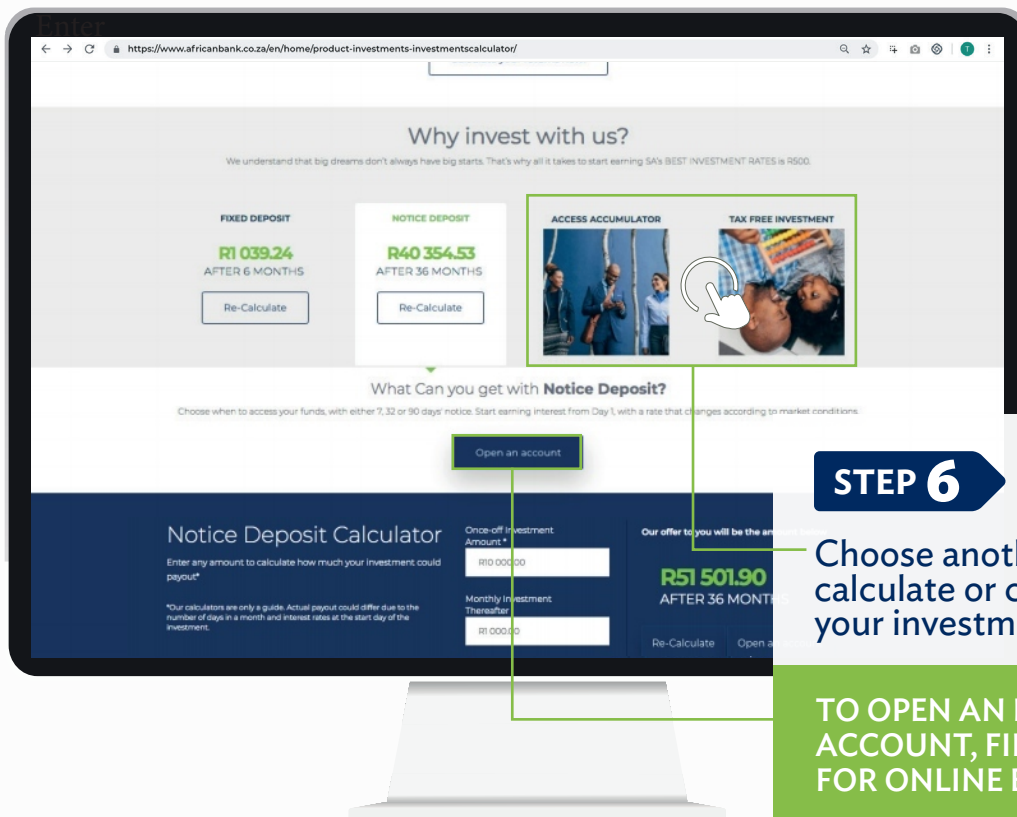 Enter
https://www.africanbank.co.za/en/home/product-investments-investmentscalculator/
T
Why invest with us?
We understand that big dreams don't always have big starts. That's why all it takes to start earning SA's BEST INVESTMENT RATES is R500.
FIXED DEPOSIT
R1 039.24
AFTER 6 MONTHS
Re-Calculate
NOTICE DEPOSIT
R40 354.53
AFTER 36 MONTHS
Re-Calculate
ACCESS ACCUMULATOR
TAX FREE INVESTMENT
What Can you get with Notice Deposit?
Choose when to access your funds, with either 7, 32 or 90 days' notice. Start earning interest from Day 1, with a rate that changes according to market conditions.
Open an account
Notice Deposit Calculator
Enter any amount to calculate how much your investment could
payout*
*Our calculators are only a guide. Actual payout could differ due to the
number of days in a month and interest rates at the start day of the
investment.
Once-off Investment
Amount *
R10 000.00
Monthly Investment
Thereafter
R1 000.00
Our offer to you will be the
R51 501.90
AFTER 36 MONTHS
Re-Calculate
Open
STEP 6
Choose
calculate or
your
TO OPEN AN
ACCOUNT,
FOR ONLINE